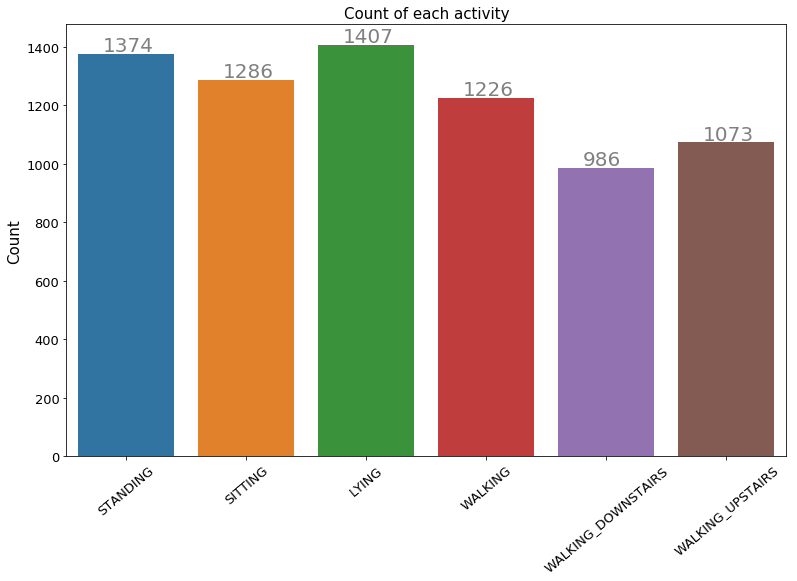 Count of each activity
Count
1400
1200
1000
800
600
400
200
0
1374
1286
1407
1226
986
1073
STANDING
SITTING
LYING
WALKING
WALKING_DOWNSTAIRS
WALKING_UPSTAIRS